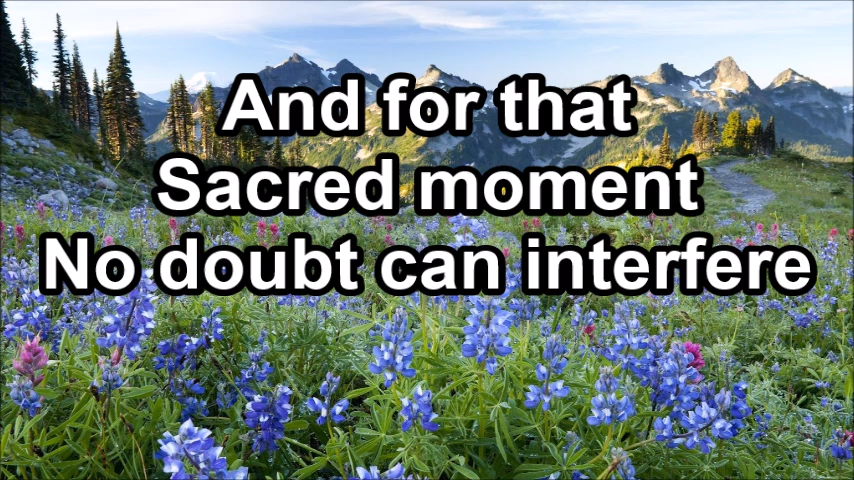 And for that
Sacred moment
No doubt can interfere